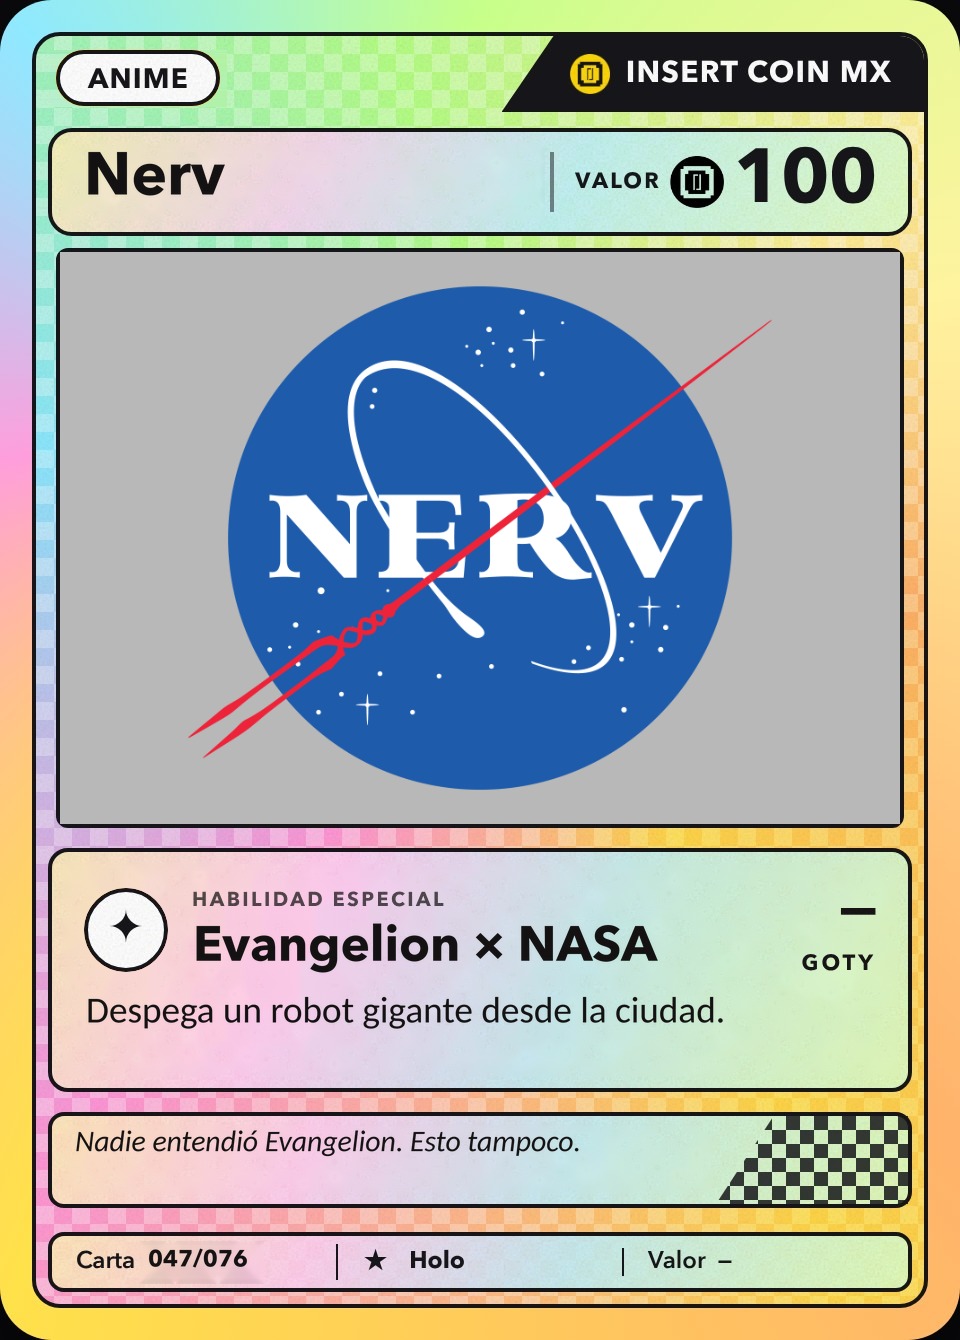 ANIME
INSERT COIN MX
Nerv
VALOR 100
NERV
HABILIDAD ESPECIAL
Evangelion × NASA
–
GOTY
Despega un robot gigante desde la ciudad.
Nadie entendió Evangelion. Esto tampoco.
Carta 047/076 ★ Holo Valor –